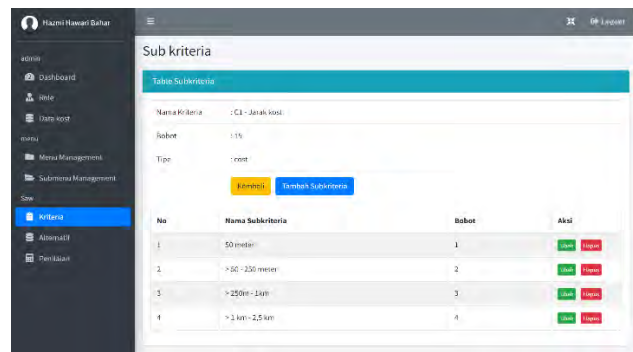 Hazmi Hawari Bahar
Logout
admin
Dashboard
Role
Data kost
menu
Menu Management
Submenu Management
Saw
Kriteria
Alternatif
Penilaian
Sub kriteria
Table Subkriteria
Nama Kriteria : C1 - Jarak kost
Bobot
Tipe : cost
Kembali Tambah Subkriteria
No Nama Subkriteria Bobot Aksi
1 50 meter 1 Ubah Hapus
2 > 50 - 250 meter 2 Ubah Hapus
3 > 250m - 1km 3 Ubah Hapus
4 > 1 km - 2,5 km 4 Ubah Hapus